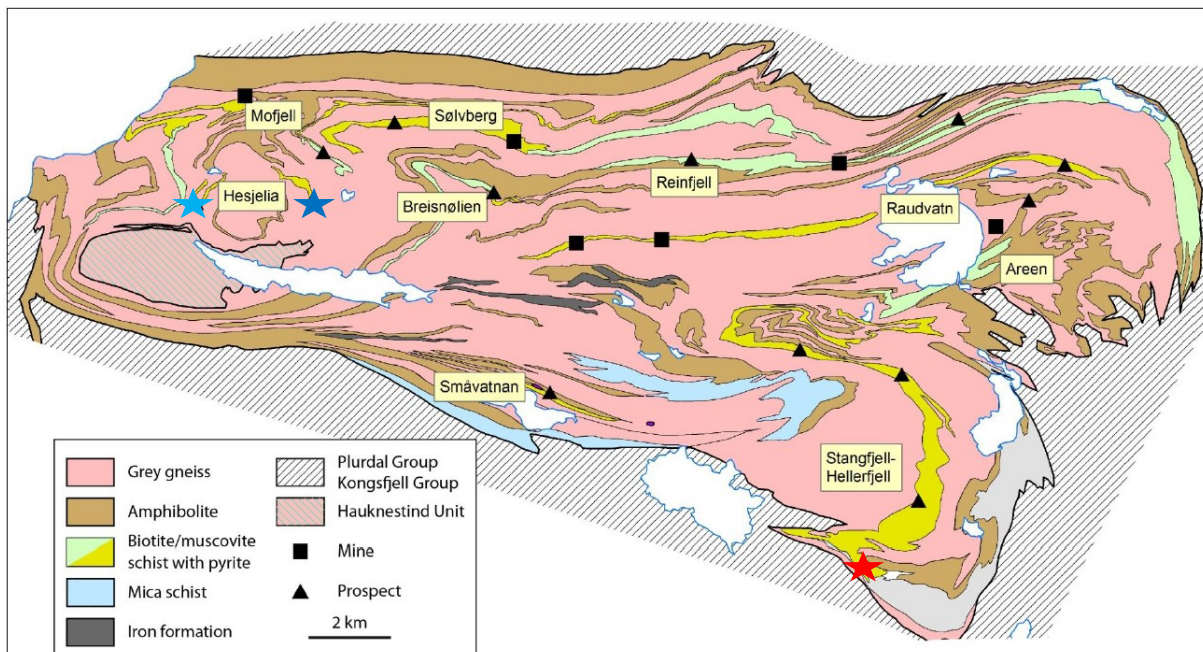 Mofjell
Sølvberg
Hesjelia
Breisnølien
Reinfjell
Raudvatn
Areen
Småvatnan
Stangfjell-
Hellerfjell
Grey gneiss
Amphibolite
Biotite/muscovite
schist with pyrite
Mica schist
Iron formation
Plurdal Group
Kongsfjell Group
Hauknestind Unit
Mine
Prospect
2 km